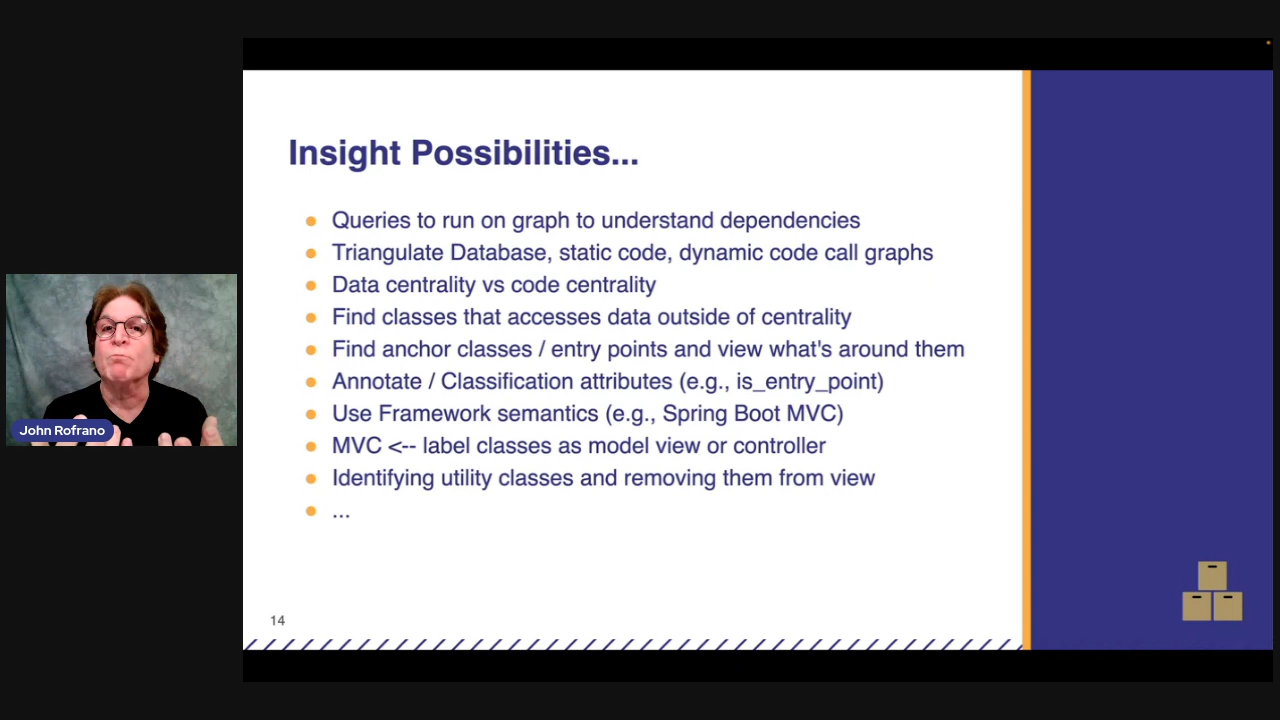 Insight Possibilities...
Queries to run on graph to understand dependencies
Triangulate Database, static code, dynamic code call graphs
Data centrality vs code centrality
Find classes that accesses data outside of centrality
Find anchor classes / entry points and view what's around them
Annotate / Classification attributes (e.g., is_entry_point)
Use Framework semantics (e.g., Spring Boot MVC)
MVC <-- label classes as model view or controller
Identifying utility classes and removing them from view
...
14
John Rofrano